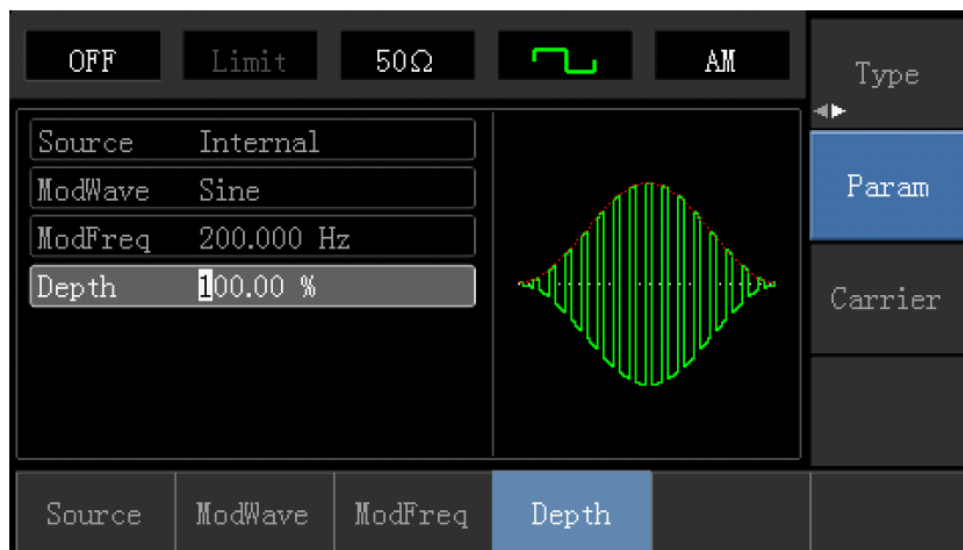 OFF Limit 50Ω AM
Type
Source Internal
ModWave Sine
ModFreq 200.000 Hz
Depth 100.00 %
Param
Carrier
Source ModWave ModFreq Depth